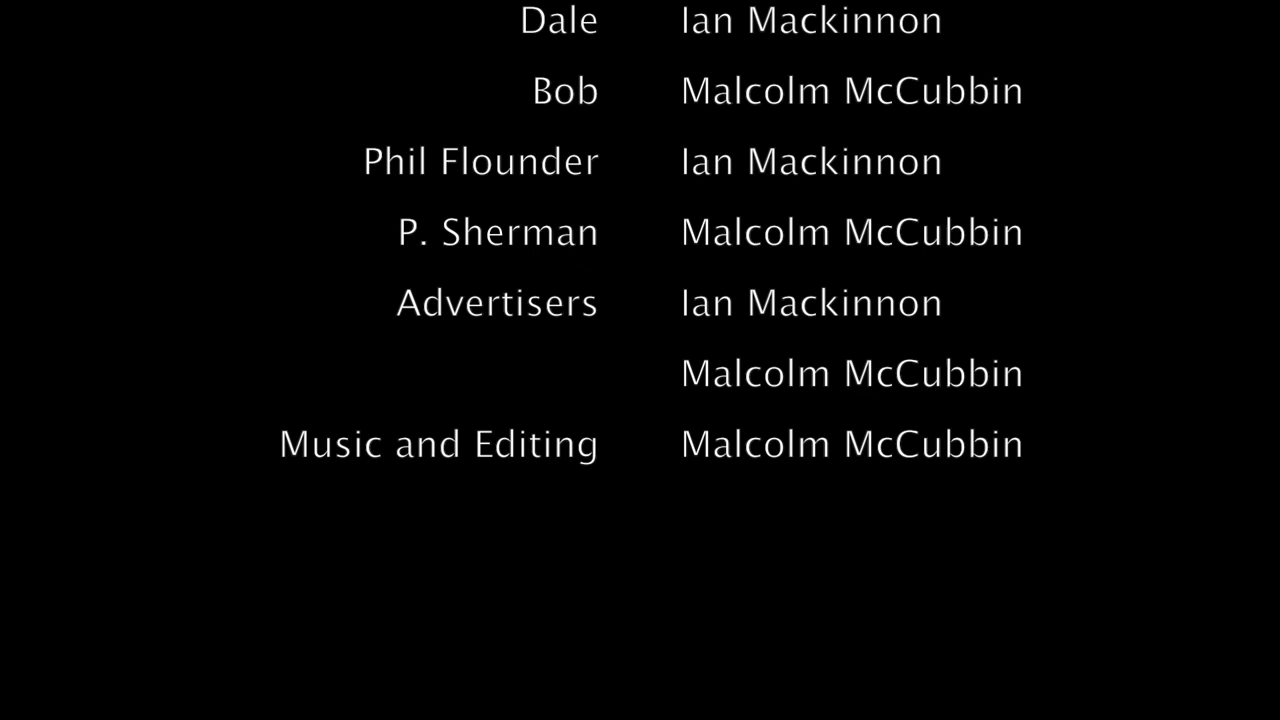 Dale Ian Mackinnon
Bob Malcolm McCubbin
Phil Flounder Ian Mackinnon
P. Sherman Malcolm McCubbin
Advertisers Ian Mackinnon
Malcolm McCubbin
Music and Editing Malcolm McCubbin